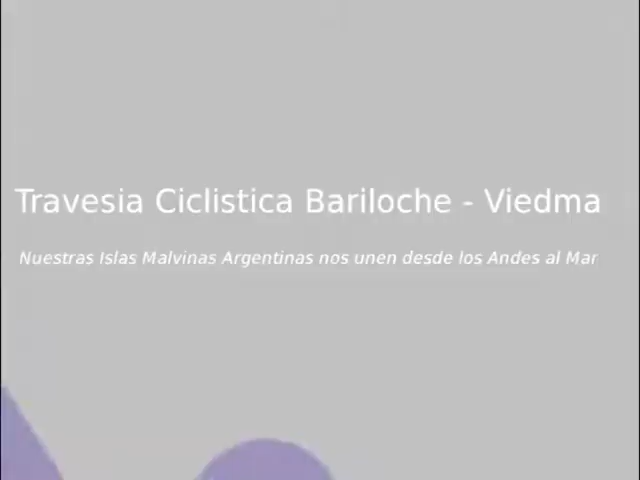 Travesia Ciclistica Bariloche - Viedma
Nuestras Islas Malvinas Argentinas nos unen desde los Andes al Mar